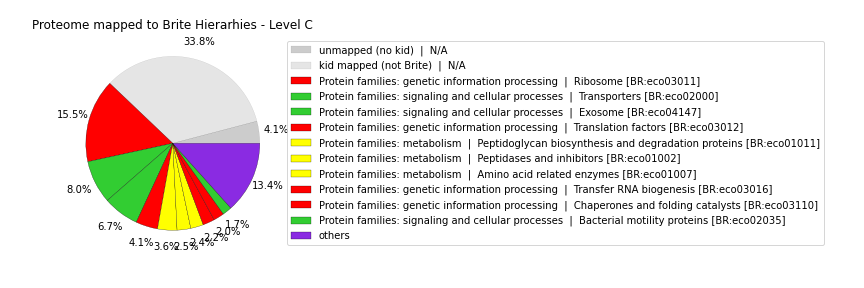 Proteome mapped to Brite Hierarhies - Level C
33.8%
4.1%
15.5%
8.0%
6.7%
4.1%
3.6%
2.5%
2.4%
2.2%
2.0%
1.7%
13.4%
unmapped (no kid) | N/A
kid mapped (not Brite) | N/A
Protein families: genetic information processing | Ribosome [BR:eco03011]
Protein families: signaling and cellular processes | Transporters [BR:eco02000]
Protein families: signaling and cellular processes | Exosome [BR:eco04147]
Protein families: genetic information processing | Translation factors [BR:eco03012]
Protein families: metabolism | Peptidoglycan biosynthesis and degradation proteins [BR:eco01011]
Protein families: metabolism | Peptidases and inhibitors [BR:eco01002]
Protein families: metabolism | Amino acid related enzymes [BR:eco01007]
Protein families: genetic information processing | Transfer RNA biogenesis [BR:eco03016]
Protein families: genetic information processing | Chaperones and folding catalysts [BR:eco03110]
Protein families: signaling and cellular processes | Bacterial motility proteins [BR:eco02035]
others